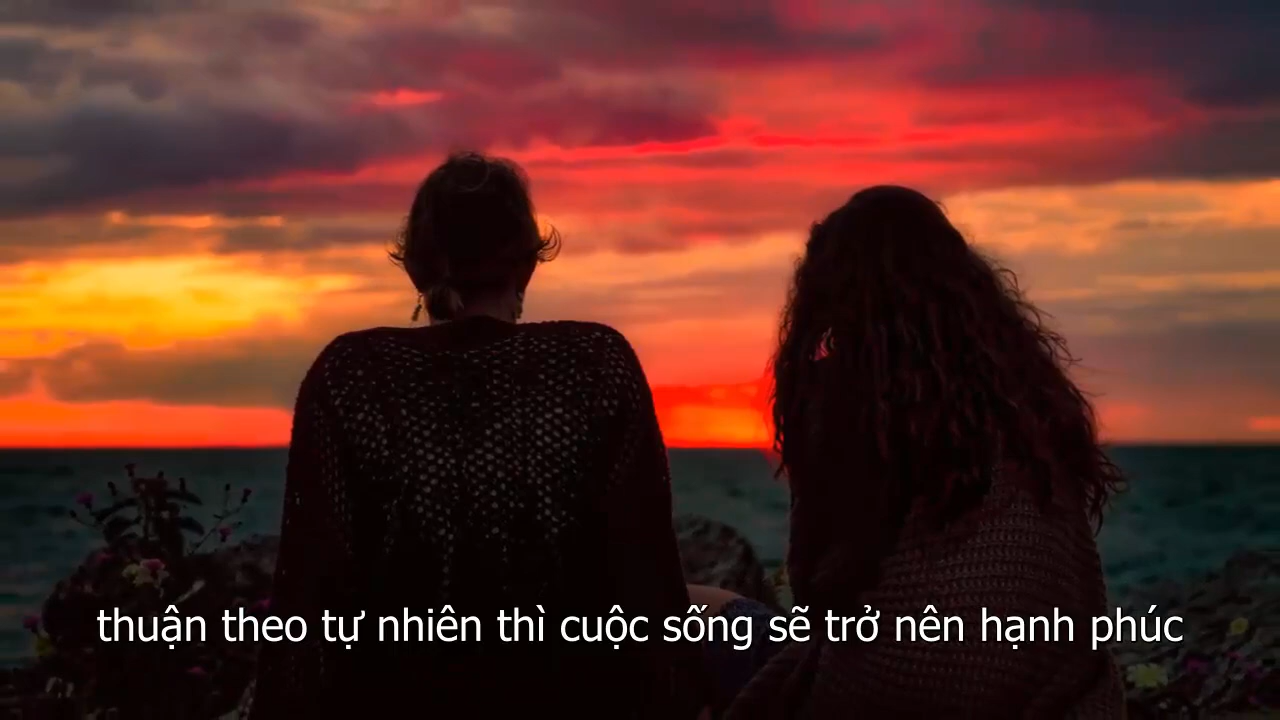 thuận theo tự nhiên thì cuộc sống sẽ trở nên hạnh phúc